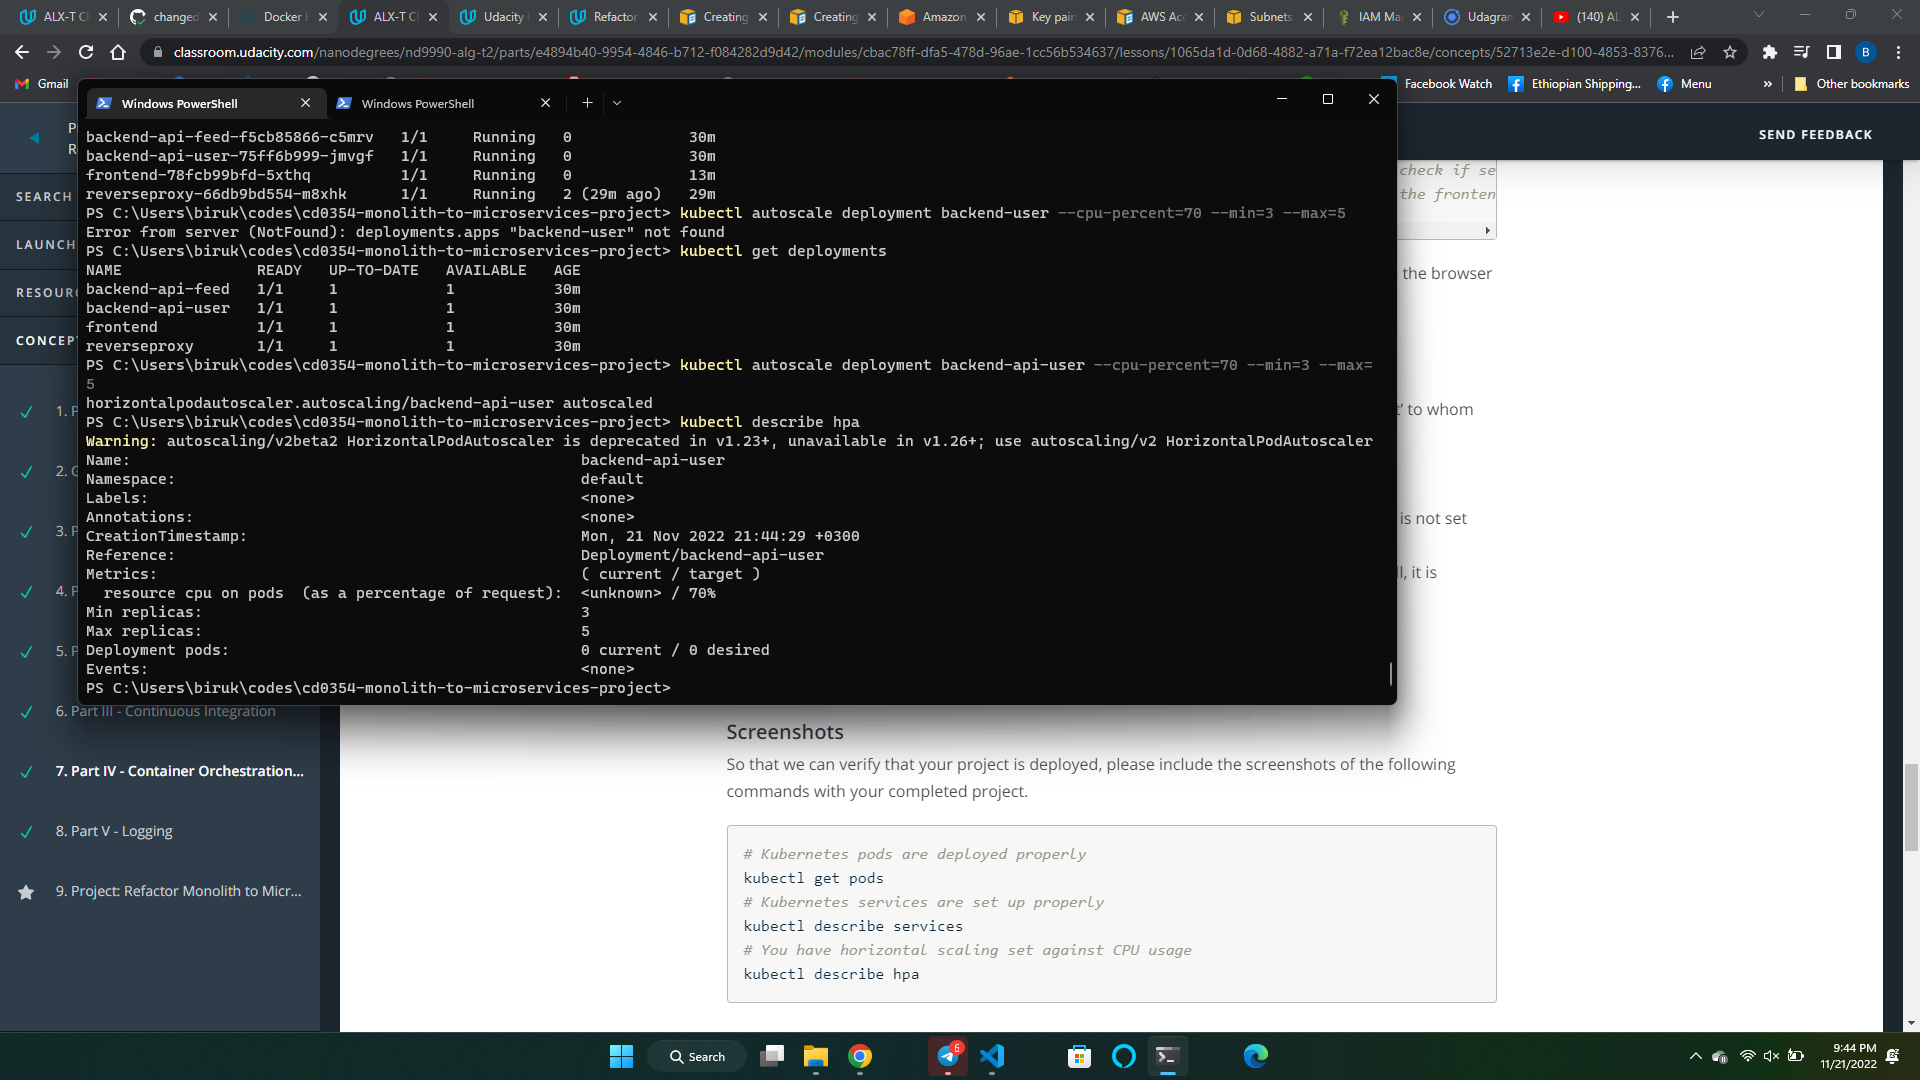 ALX-T Cl
changed
Docker H
ALX-T Cl
Udacity
Refactor
Creating
Creating
Amazon
Key pain
AWS Acc
Subnets
IAM Mar
Udagran
(140) AL
classroom.udacity.com/nanodegrees/nd9990-alg-t2/parts/e4894b40-9954-4846-b712-f084282d9d42/modules/cbac78ff-dfa5-478d-96ae-1cc56b534637/lessons/1065da1d-0d68-4882-a71a-f72ea12bac8e/concepts/52713e2e-d100-4853-8376...
B
Gmail
Facebook Watch
Ethiopian Shipping...
Menu
»
Other bookmarks
Windows PowerShell
Windows PowerShell
SEND FEEDBACK
P
R
SEARCH
LAUNCH
RESOURC
CONCEP
backend-api-feed-f5cb85866-c5mrv 1/1 Running 0 30m
backend-api-user-75ff6b999-jmvgf 1/1 Running 0 30m
frontend-78fcb99bfd-5xthq 1/1 Running 0 13m
reverseproxy-66db9bd554-m8xhk 1/1 Running 2 (29m ago) 29m
PS C:\Users\biruk\codes\cd0354-monolith-to-microservices-project> kubectl autoscale deployment backend-user --cpu-percent=70 --min=3 --max=5
Error from server (NotFound): deployments.apps "backend-user" not found
PS C:\Users\biruk\codes\cd0354-monolith-to-microservices-project> kubectl get deployments
NAME READY UP-TO-DATE AVAILABLE AGE
backend-api-feed 1/1 1 1 30m
backend-api-user 1/1 1 1 30m
frontend 1/1 1 1 30m
reverseproxy 1/1 1 1 30m
PS C:\Users\biruk\codes\cd0354-monolith-to-microservices-project> kubectl autoscale deployment backend-api-user --cpu-percent=70 --min=3 --max=
5
horizontalpodautoscaler.autoscaling/backend-api-user autoscaled
PS C:\Users\biruk\codes\cd0354-monolith-to-microservices-project> kubectl describe hpa
Warning: autoscaling/v2beta2 HorizontalPodAutoscaler is deprecated in v1.23+, unavailable in v1.26+; use autoscaling/v2 HorizontalPodAutoscaler
Name: backend-api-user
Namespace: default
Labels: <none>
Annotations: <none>
CreationTimestamp: Mon, 21 Nov 2022 21:44:29 +0300
Reference: Deployment/backend-api-user
Metrics: ( current / target )
resource cpu on pods (as a percentage of request): <unknown> / 70%
Min replicas: 3
Max replicas: 5
Deployment pods: 0 current / 0 desired
Events: <none>
PS C:\Users\biruk\codes\cd0354-monolith-to-microservices-project>
check if se
the fronten
the browser
' to whom
is not set
l, it is
1. P
2. G
3. P
4. P
5. P
6. Part III - Continuous Integration
7. Part IV - Container Orchestration...
8. Part V - Logging
9. Project: Refactor Monolith to Micr...
Screenshots
So that we can verify that your project is deployed, please include the screenshots of the following
commands with your completed project.
# Kubernetes pods are deployed properly
kubectl get pods
# Kubernetes services are set up properly
kubectl describe services
# You have horizontal scaling set against CPU usage
kubectl describe hpa
Search
6
9:44 PM
11/21/2022